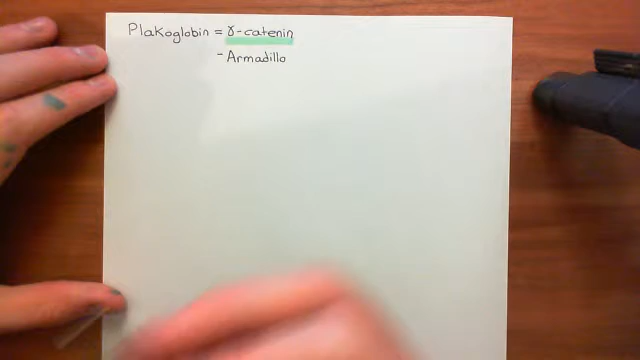 Plakoglobin = γ-catenin
- Armadillo